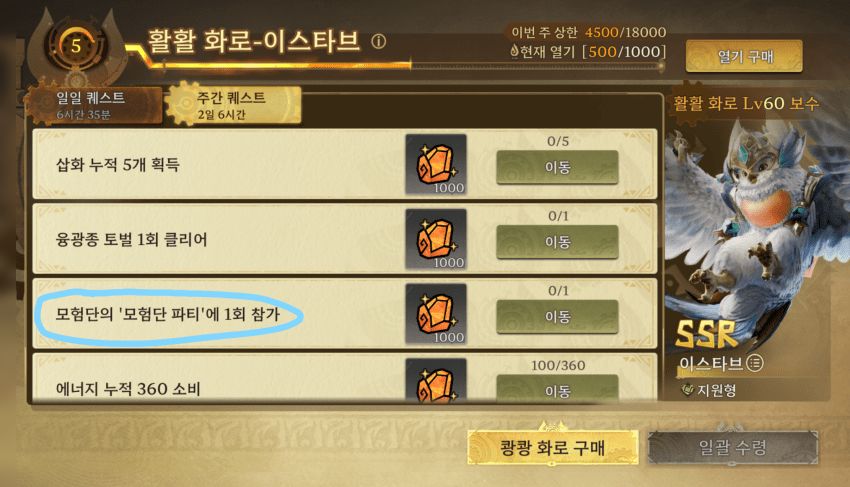 5
활활 화로-이스타브 ⓘ
이번 주 상한 4500/18000
현재 열기 [500/1000]
열기 구매
일일 퀘스트
6시간 35분
주간 퀘스트
2일 6시간
활활 화로 Lv60 보수
삽화 누적 5개 획득
1000
0/5
이동
융광종 토벌 1회 클리어
1000
0/1
이동
모험단의 '모험단 파티'에 1회 참가
1000
0/1
이동
에너지 누적 360 소비
100/360
이동
SSR
이스타브
지원형
쾅쾅 화로 구매
일괄 수령